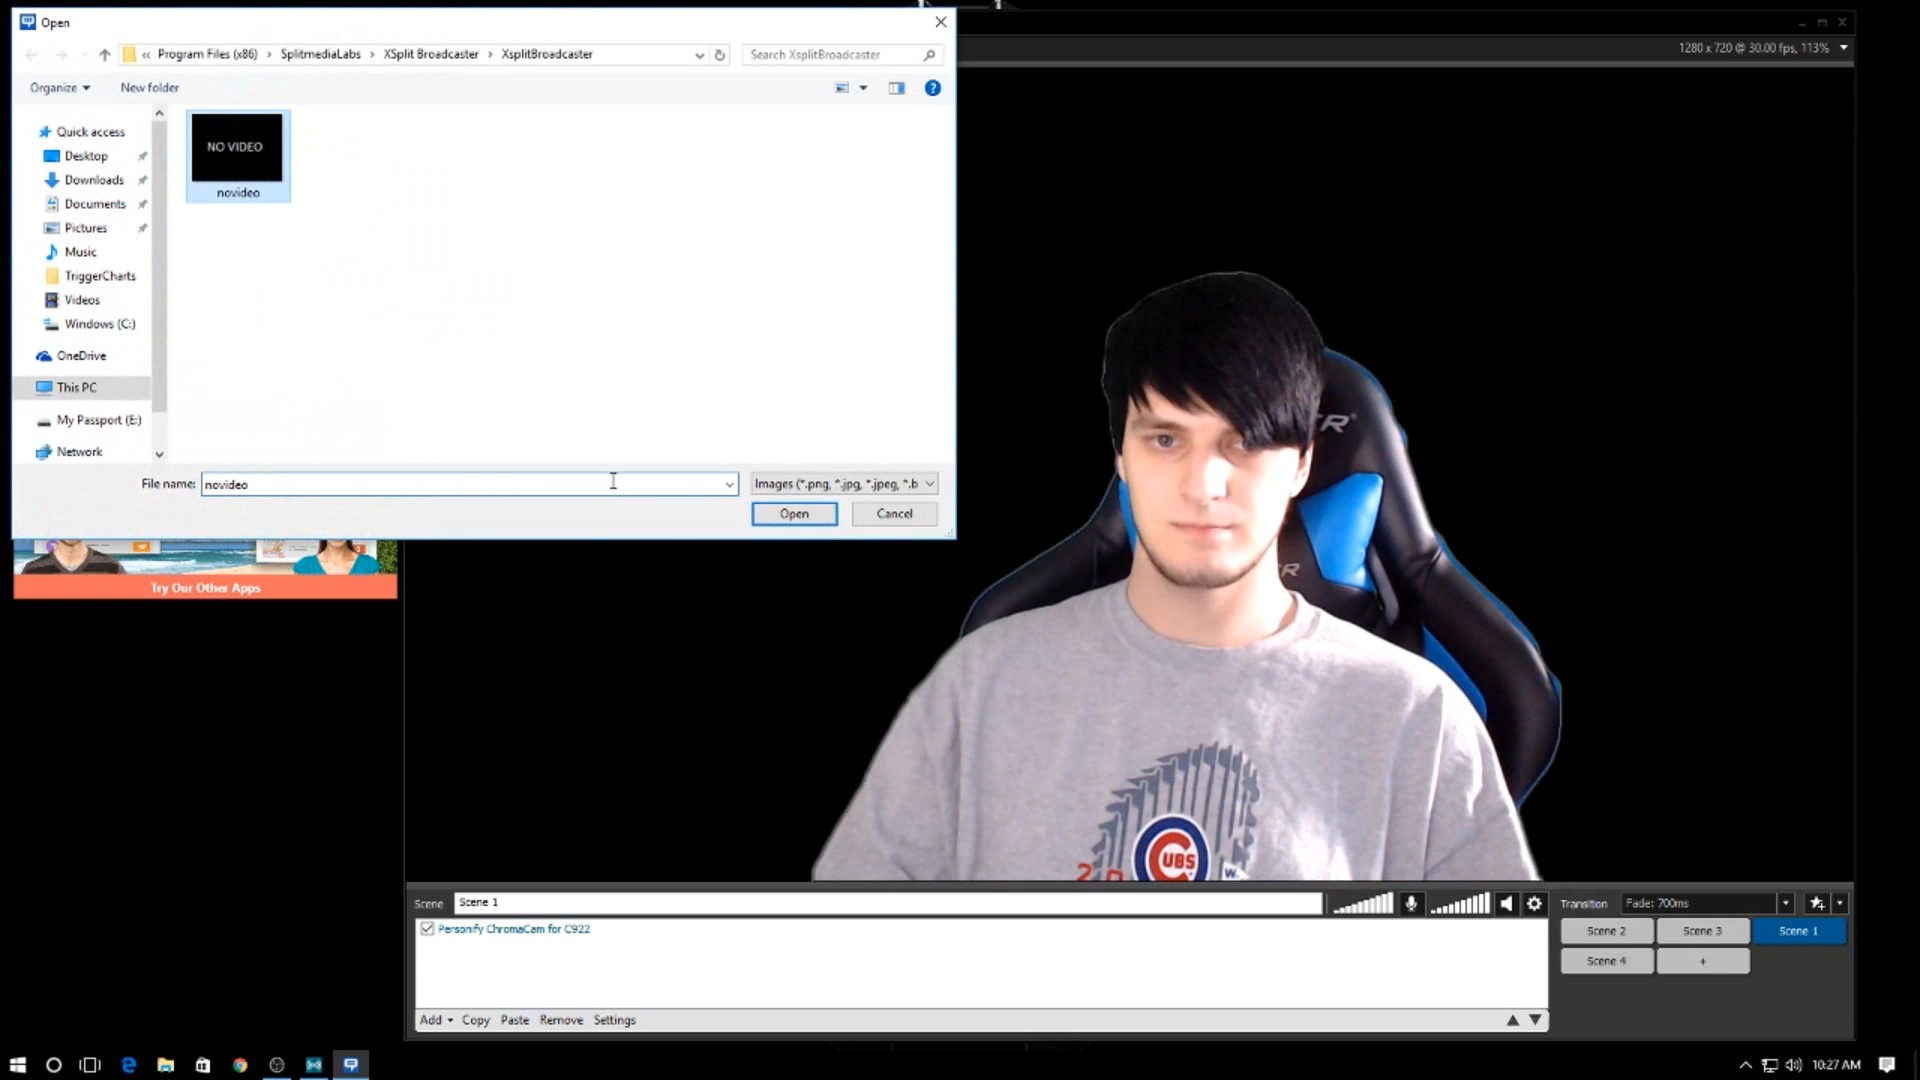 Open
« Program Files (x86) › SplitmediaLabs › XSplit Broadcaster › XsplitBroadcaster
Search XsplitBroadcaster
1280 x 720 @ 30.00 fps, 113%
Organize
New folder
Quick access
Desktop
Downloads
Documents
Pictures
Music
TriggerCharts
Videos
Windows (C:)
OneDrive
This PC
My Passport (E:)
Network
NO VIDEO
novideo
File name:
novideo
Images (*.png, *.jpg, *.jpeg, *.b
Open
Cancel
Try Our Other Apps
R
R
CUBS
W
Scene
Scene 1
Transition
Fade: 700ms
Personify ChromaCam for C922
Scene 2
Scene 3
Scene 1
Scene 4
+
Add
Copy
Paste
Remove
Settings
10:27 AM